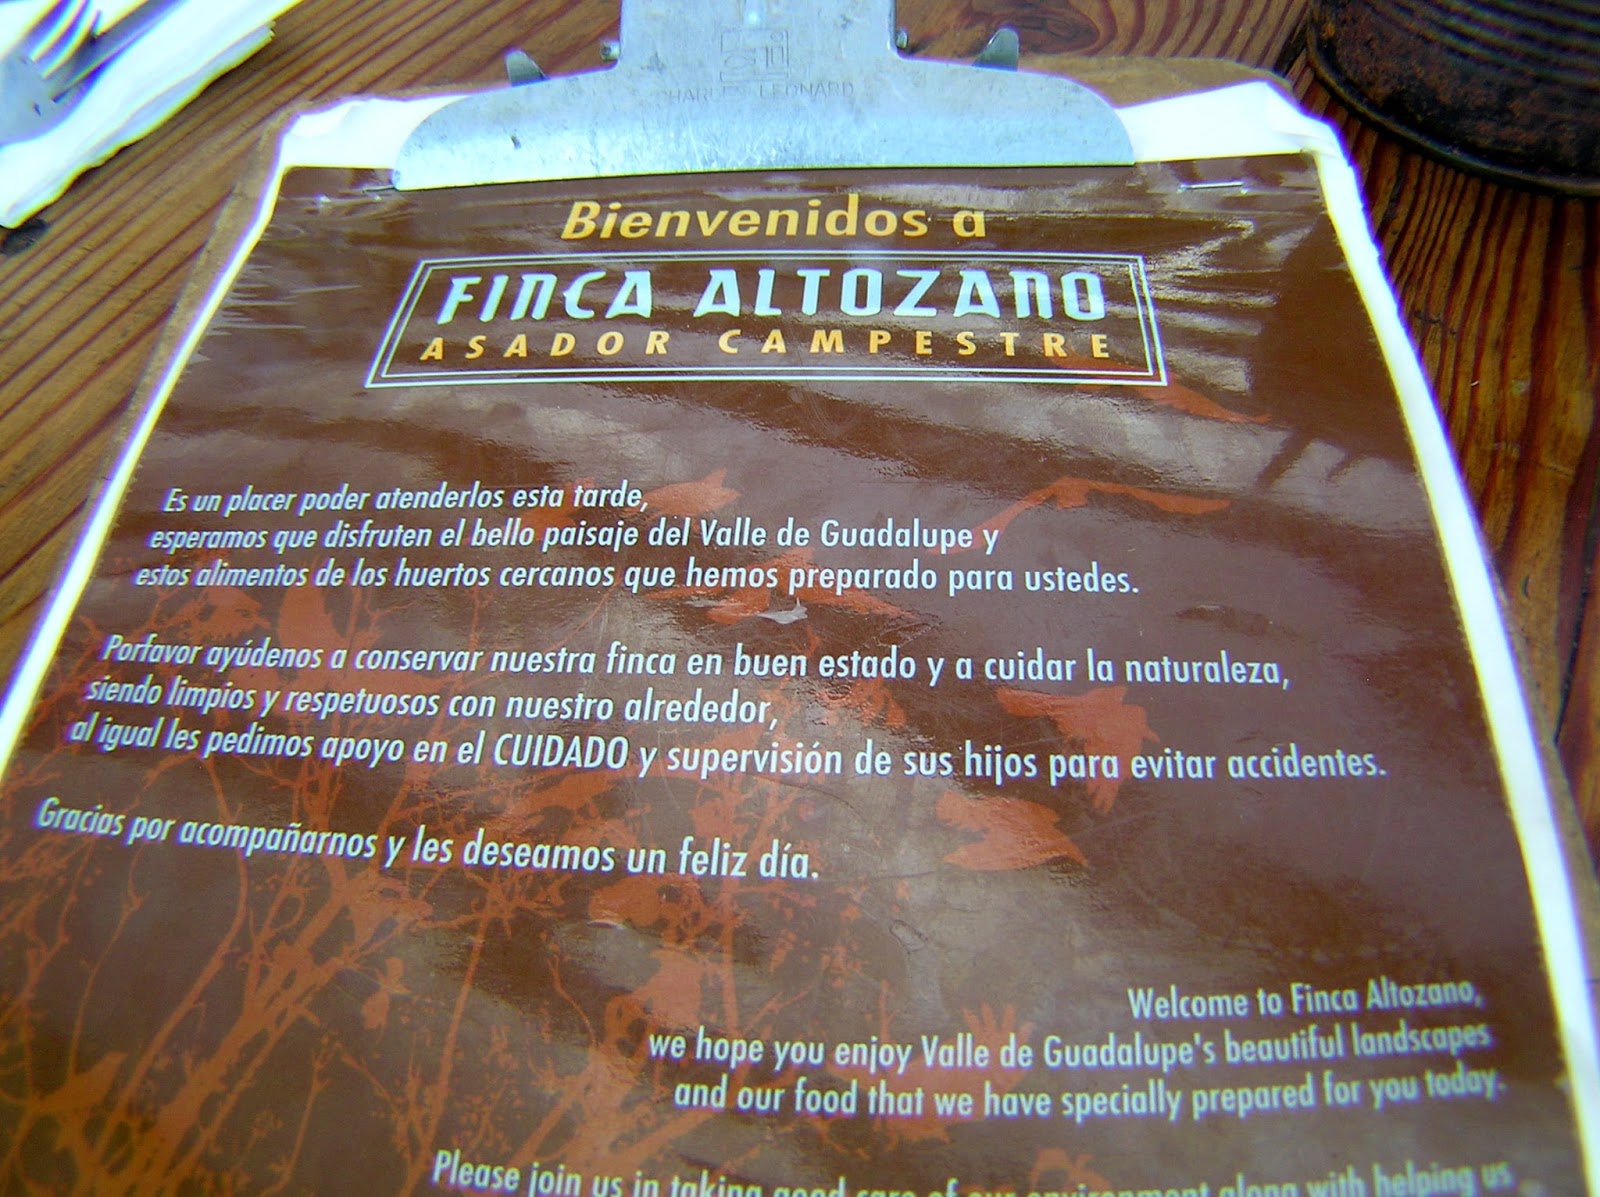 CHARLES LEONARD
Bienvenidos a
FINCA ALTOZANO
ASADOR CAMPESTRE
Es un placer poder atenderlos esta tarde,
esperamos que disfruten el bello paisaje del Valle de Guadalupe y
estos alimentos de los huertos cercanos que hemos preparado para ustedes.
Porfavor ayúdenos a conservar nuestra finca en buen estado y a cuidar la naturaleza,
siendo limpios y respetuosos con nuestro alrededor,
al igual les pedimos apoyo en el CUIDADO y supervisión de sus hijos para evitar accidentes.
Gracias por acompañarnos y les deseamos un feliz día.
Welcome to Finca Altozano,
we hope you enjoy Valle de Guadalupe's beautiful landscapes
and our food that we have specially prepared for you today.
Please join us in taking good care of our environment along with helping us